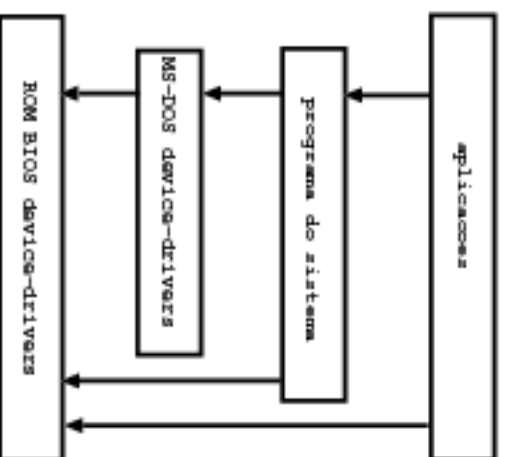 aplicacoes
programa do sistema
MS-DOS device-drivers
ROM BIOS device-drivers